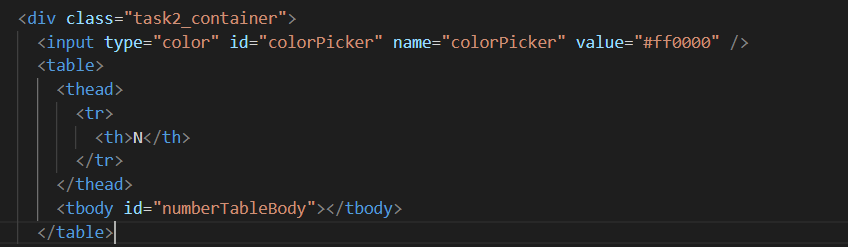 <div class="task2_container">
<input type="color" id="colorPicker" name="colorPicker" value="#ff0000" />
<table>
<thead>
<tr>
<th>N</th>
</tr>
</thead>
<tbody id="numberTableBody"></tbody>
</table>